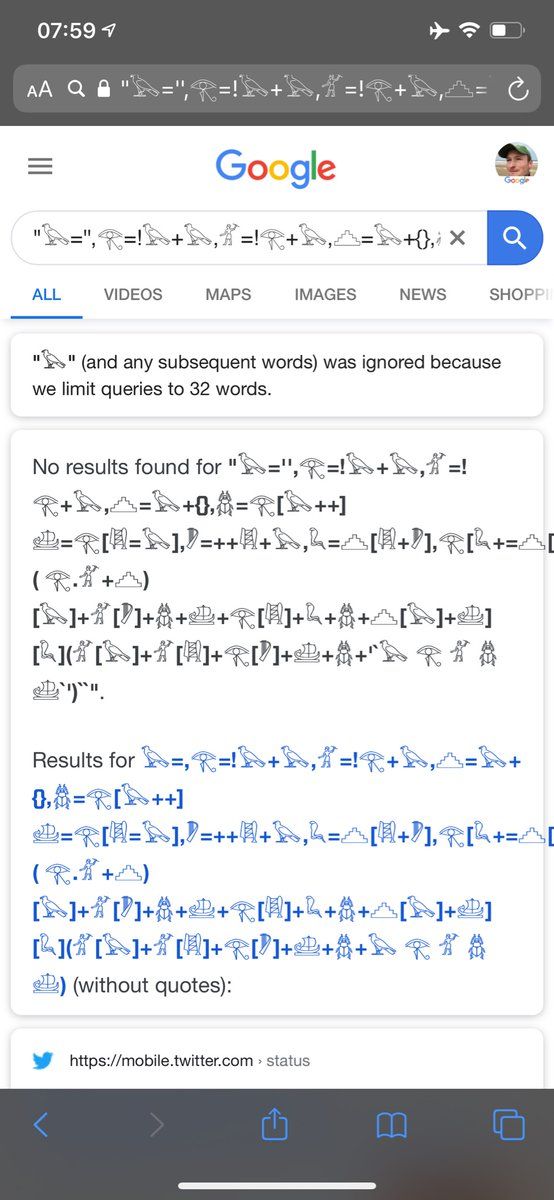 07:59
AA "𓅂='',𓂀=!𓅂+𓅂,𓁄=!𓂀+𓅂,𓊎=
Google
Google
"𓅂='',𓂀=!𓅂+𓅂,𓁄=!𓂀+𓅂,𓊎=𓅂+{},
ALL VIDEOS MAPS IMAGES NEWS SHOPPI
"𓅂" (and any subsequent words) was ignored because
we limit queries to 32 words.
No results found for "𓅂='',𓂀=!𓅂+𓅂,𓁄=!
𓂀+𓅂,𓊎=𓅂+{},𓆣=𓂀[𓅂++]
𓊝=𓂀[=𓅂],𓏢=+++𓅂,𓆗=𓊎[+𓏢],𓂀[𓆗+=𓊎[
( 𓂀.𓁄+𓊎)
[𓅂]+𓁄[𓏢]+𓆣+𓊝+𓂀[]+𓆗+𓆣+𓊎[𓅂]+𓊝]
[𓆗](𓁄[𓅂]+𓁄[]+𓂀[𓏢]+𓊝+𓆣+'`𓅂 𓂀 𓁄 𓆣
𓊝`')``".
Results for 𓅂=,𓂀=!𓅂+𓅂,𓁄=!𓂀+𓅂,𓊎=𓅂+
{},𓆣=𓂀[𓅂++]
𓊝=𓂀[=𓅂],𓏢=+++𓅂,𓆗=𓊎[+𓏢],𓂀[𓆗+=𓊎[
( 𓂀.𓁄+𓊎)
[𓅂]+𓁄[𓏢]+𓆣+𓊝+𓂀[]+𓆗+𓆣+𓊎[𓅂]+𓊝]
[𓆗](𓁄[𓅂]+𓁄[]+𓂀[𓏢]+𓊝+𓆣+𓅂 𓂀 𓁄 𓆣
𓊝) (without quotes):
https://mobile.twitter.com › status